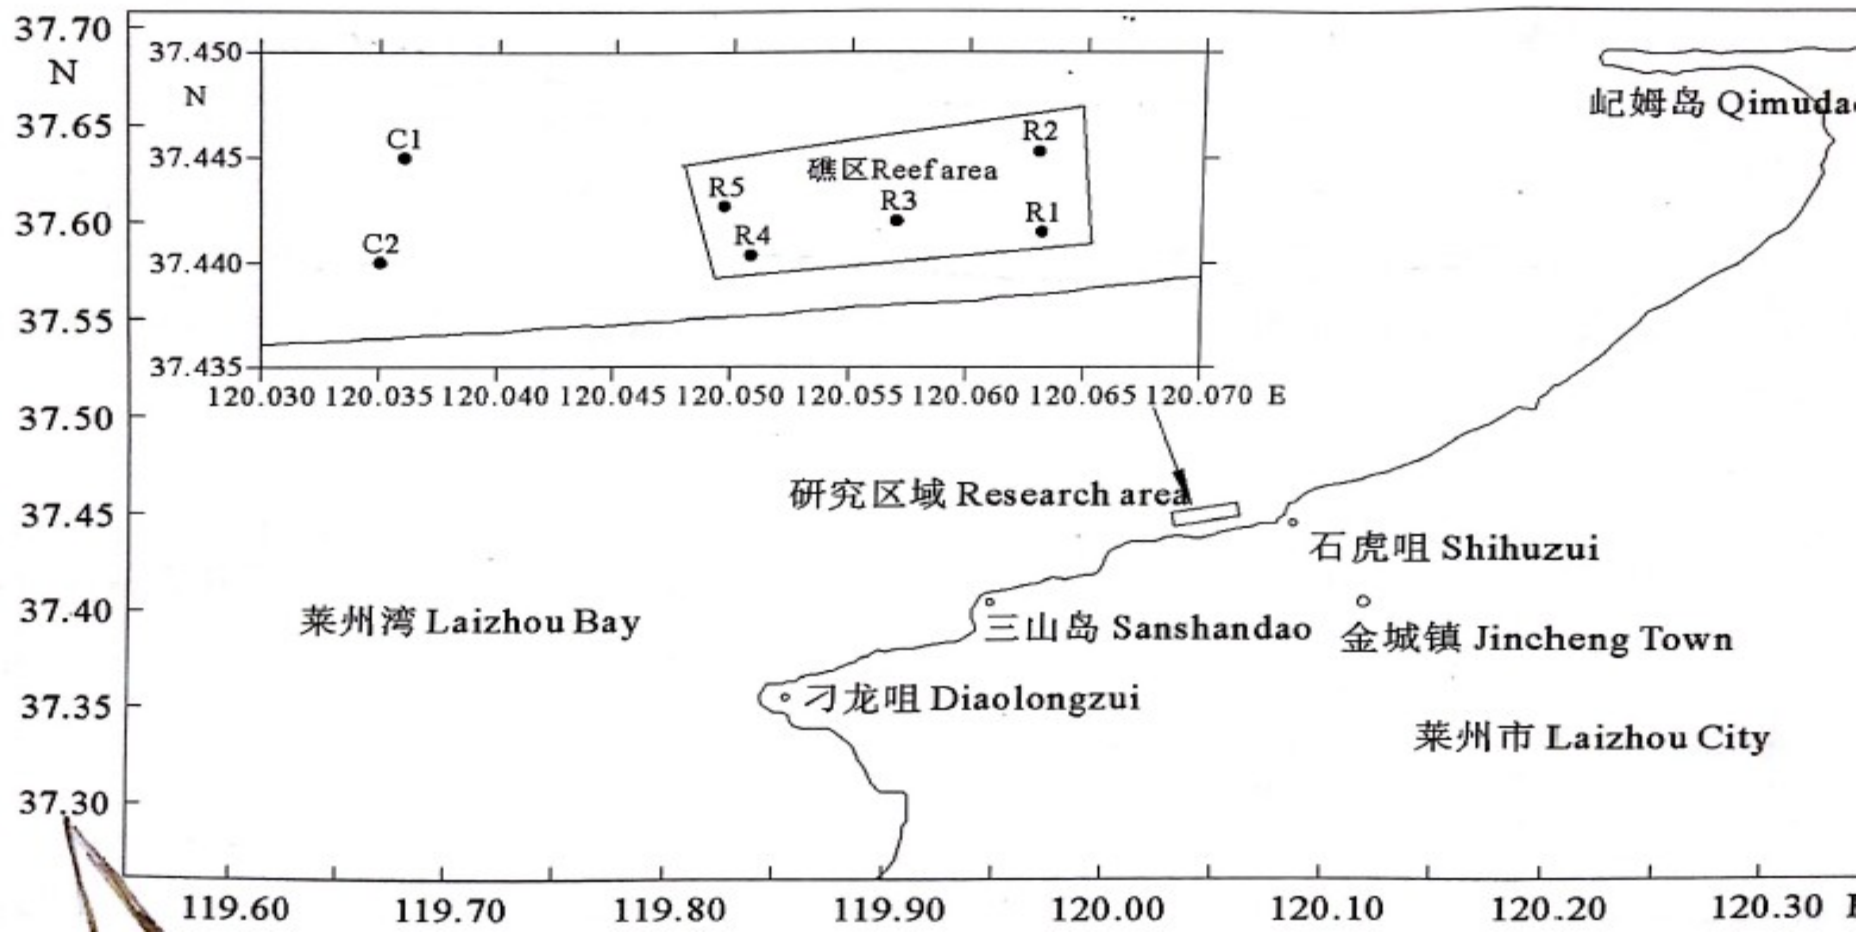 37.70
N
37.65
37.60
37.55
37.50
37.45
37.40
37.35
37.30
37.450
N
37.445
37.440
37.435
C1
C2
礁区Reef area
R2
R5
R3
R1
R4
120.030 120.035 120.040 120.045 120.050 120.055 120.060 120.065 120.070 E
屺姆岛 Qimudao
研究区域 Research area
石虎咀 Shihuzui
莱州湾 Laizhou Bay
三山岛 Sanshandao
金城镇 Jincheng Town
刁龙咀 Diaolongzui
莱州市 Laizhou City
119.60 119.70 119.80 119.90 120.00 120.10 120.20 120.30